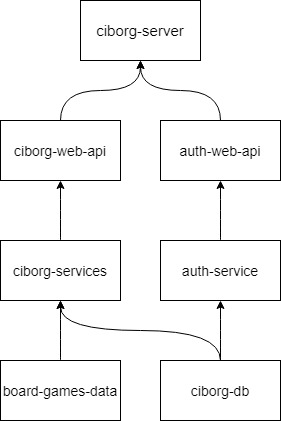 ciborg-server
ciborg-web-api
auth-web-api
ciborg-services
auth-service
board-games-data
ciborg-db